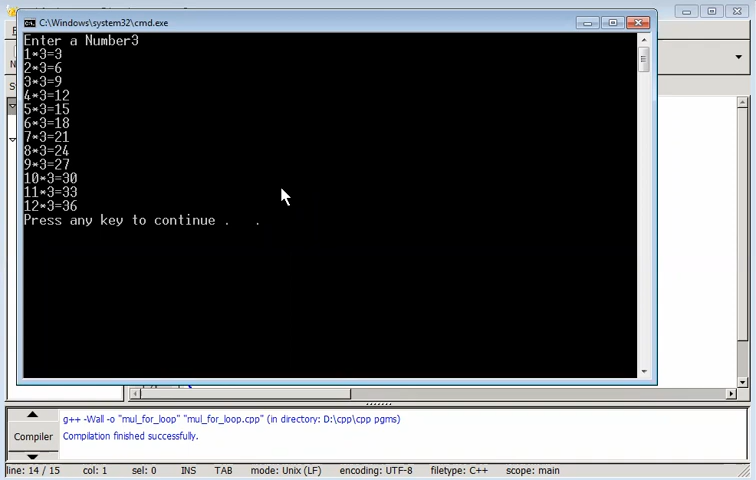 C:\Windows\system32\cmd.exe
Enter a Number3
1*3=3
2*3=6
3*3=9
4*3=12
5*3=15
6*3=18
7*3=21
8*3=24
9*3=27
10*3=30
11*3=33
12*3=36
Press any key to continue . .
g++ -Wall -o "mul_for_loop" "mul_for_loop.cpp" (in directory: D:\cpp\cpp pgms)
Compiler
Compilation finished successfully.
line: 14 / 15 col: 1 sel: 0 INS TAB mode: Unix (LF) encoding: UTF-8 filetype: C++ scope: main